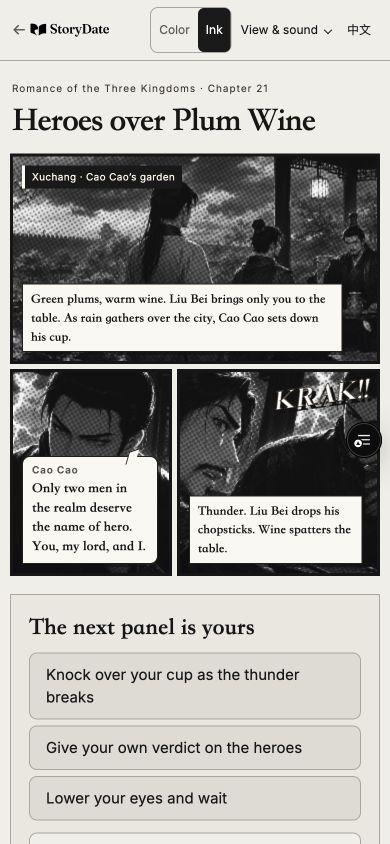 ← StoryDate
Color Ink View & sound 中文
Romance of the Three Kingdoms · Chapter 21
Heroes over Plum Wine
Xuchang · Cao Cao's garden
Green plums, warm wine. Liu Bei brings only you to the
table. As rain gathers over the city, Cao Cao sets down
his cup.
Cao Cao
Only two men in
the realm deserve
the name of hero.
You, my lord, and I.
KRAK!!
Thunder. Liu Bei drops his
chopsticks. Wine spatters the
table.
The next panel is yours
Knock over your cup as the thunder
breaks
Give your own verdict on the heroes
Lower your eyes and wait